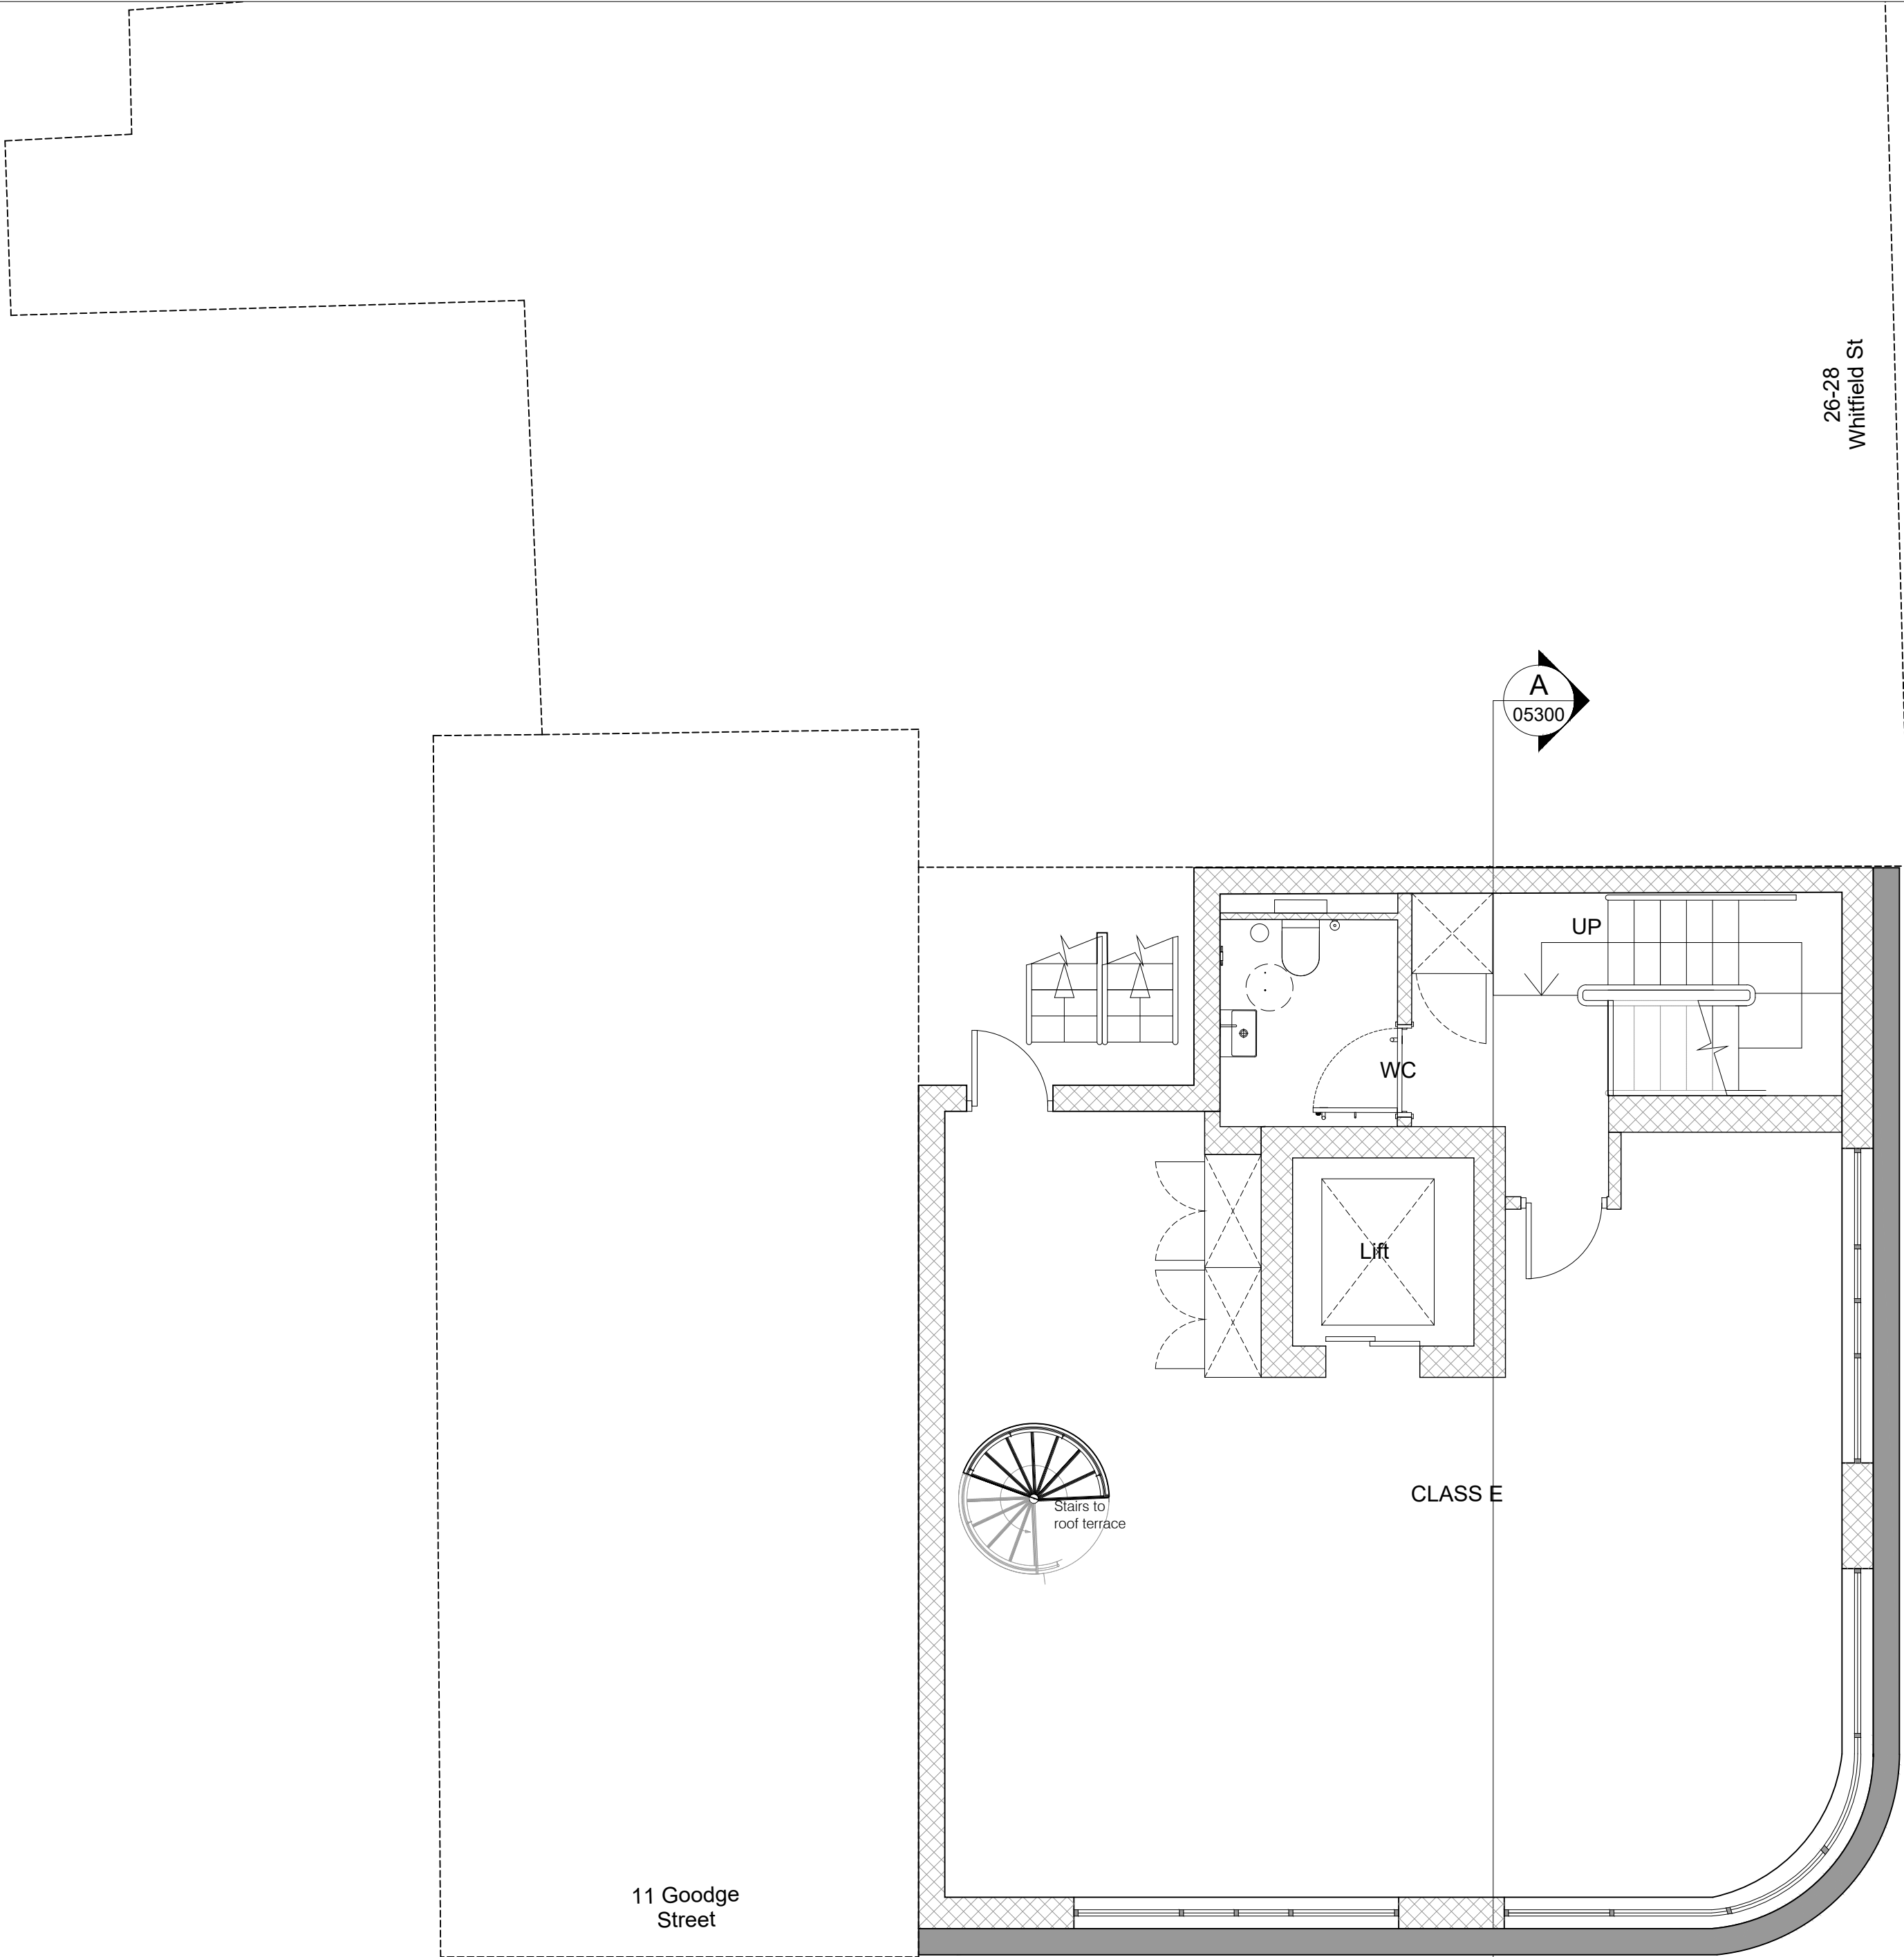 26-28
Whitfield St
A
05300
UP
WC
Lift
CLASS E
Stairs to
roof terrace
11 Goodge
Street